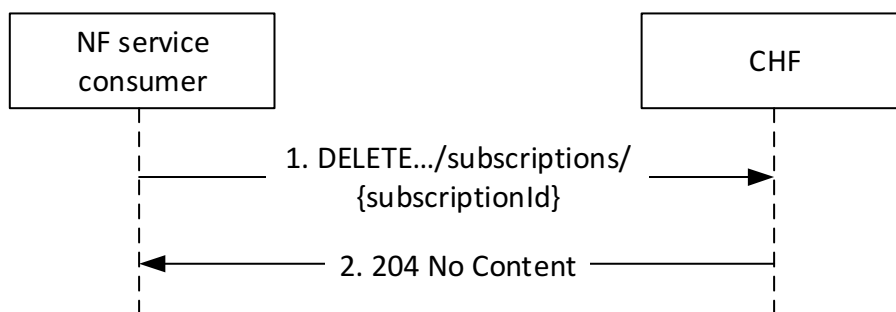 NF service
consumer
CHF
1. DELETE…/subscriptions/
{subscriptionId}
2. 204 No Content